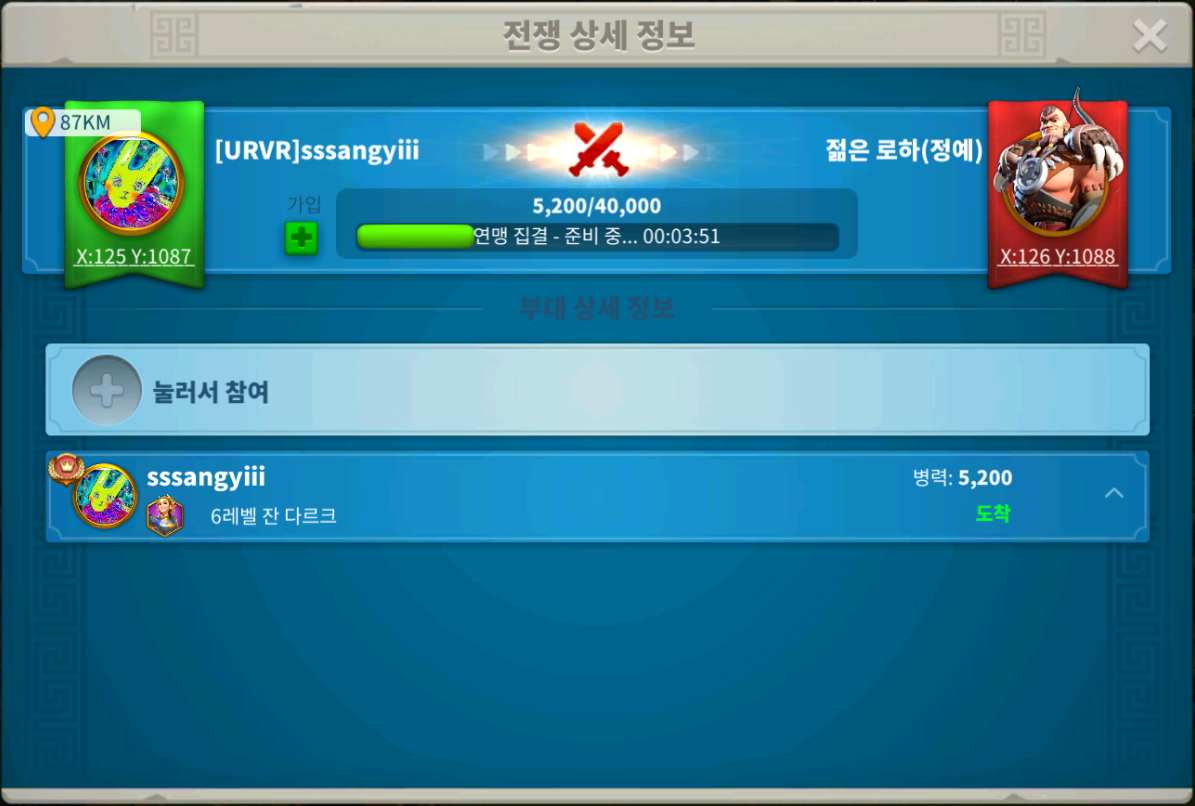 전쟁 상세 정보
87KM
[URVR]sssangyiii
젊은 로하(정예)
가입
5,200/40,000
연맹 집결 - 준비 중... 00:03:51
X:125 Y:1087
X:126 Y:1088
부대 상세 정보
눌러서 참여
sssangyiii
병력: 5,200
6레벨 잔 다르크
도착